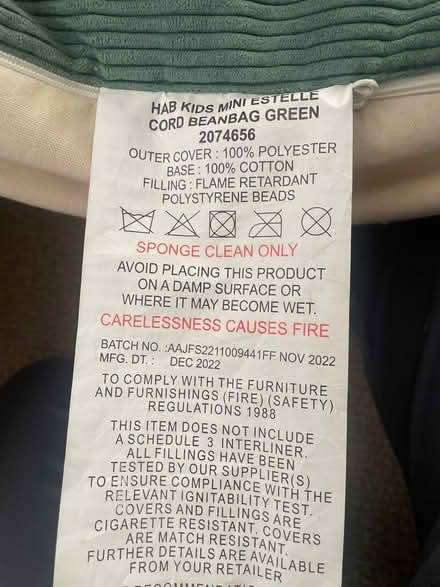 HAB KIDS MINI ESTELLE
CORD BEANBAG GREEN
2074656
OUTER COVER : 100% POLYESTER
BASE : 100% COTTON
FILLING : FLAME RETARDANT
POLYSTYRENE BEADS
SPONGE CLEAN ONLY
AVOID PLACING THIS PRODUCT
ON A DAMP SURFACE OR
WHERE IT MAY BECOME WET.
CARELESSNESS CAUSES FIRE
BATCH NO. :AAJFS2211009441FF NOV 2022
MFG. DT. : DEC 2022
TO COMPLY WITH THE FURNITURE
AND FURNISHINGS (FIRE) (SAFETY)
REGULATIONS 1988
THIS ITEM DOES NOT INCLUDE
A SCHEDULE 3 INTERLINER.
ALL FILLINGS HAVE BEEN
TESTED BY OUR SUPPLIER(S)
TO ENSURE COMPLIANCE WITH THE
RELEVANT IGNITABILITY TEST.
COVERS AND FILLINGS ARE
CIGARETTE RESISTANT. COVERS
ARE MATCH RESISTANT.
FURTHER DETAILS ARE AVAILABLE
FROM YOUR RETAILER